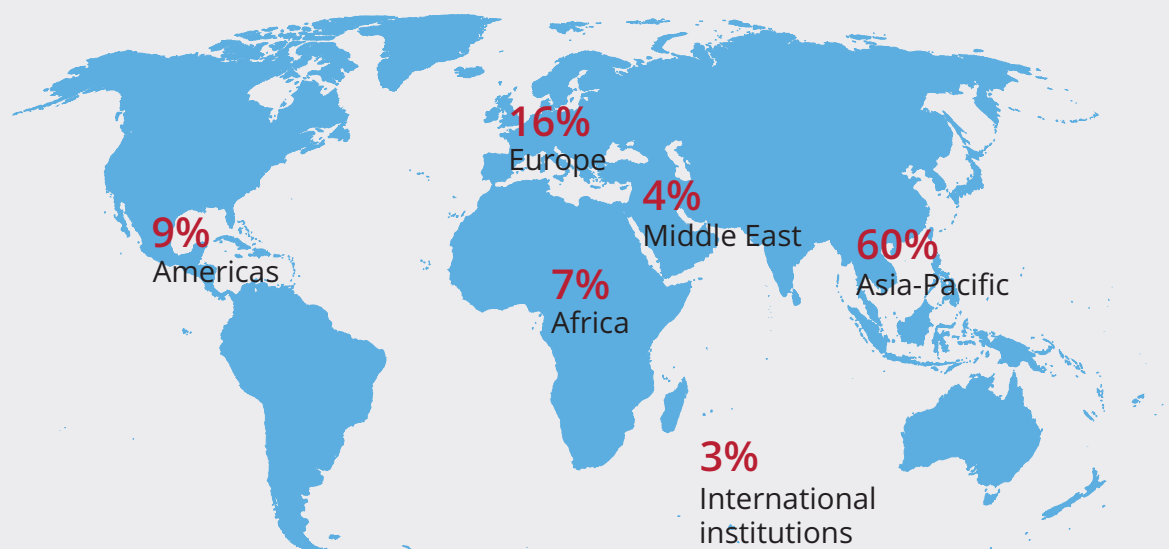 16%
Europe
4%
Middle East
9%
Americas
60%
Asia-Pacific
7%
Africa
3%
International
institutions